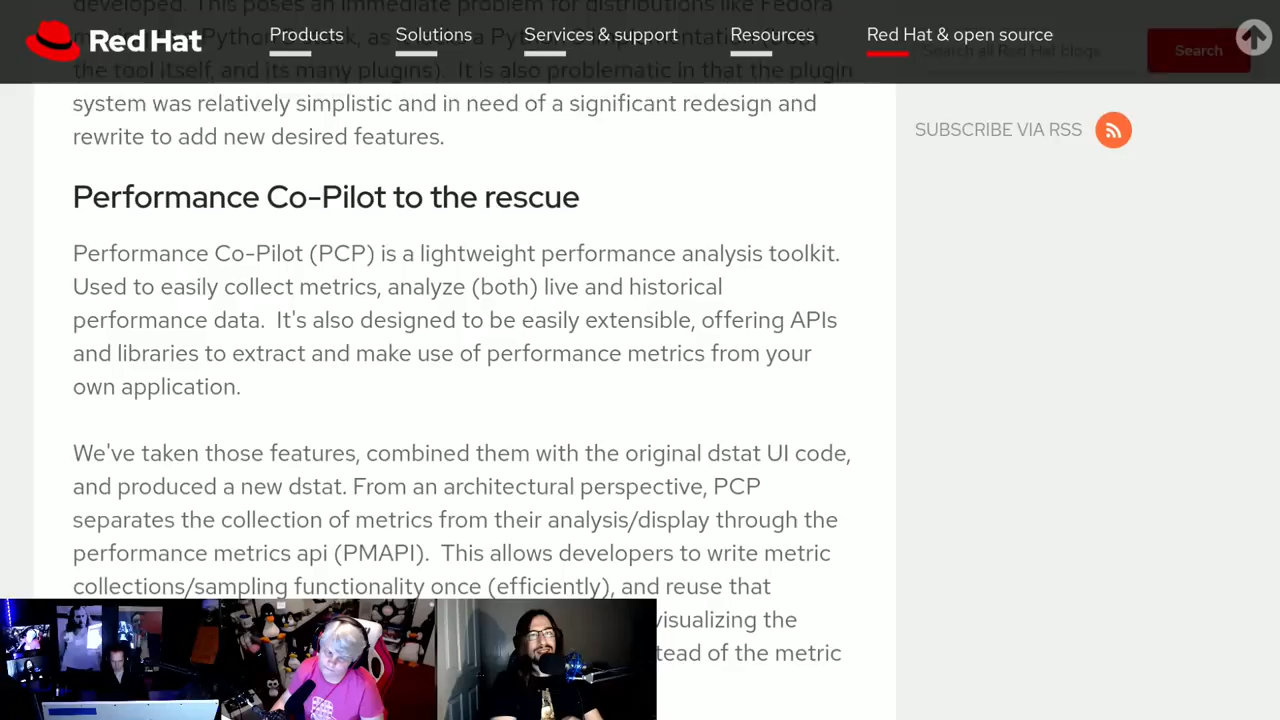 developed. This poses an immediate problem for distributions like Fedora
Red Hat
Products
Solutions
Services & support
Resources
Red Hat & open source
Search all Red Hat blogs
Search
the tool itself, and its many plugins). It is also problematic in that the plugin
system was relatively simplistic and in need of a significant redesign and
rewrite to add new desired features.
SUBSCRIBE VIA RSS
Performance Co-Pilot to the rescue
Performance Co-Pilot (PCP) is a lightweight performance analysis toolkit.
Used to easily collect metrics, analyze (both) live and historical
performance data. It's also designed to be easily extensible, offering APIs
and libraries to extract and make use of performance metrics from your
own application.
We've taken those features, combined them with the original dstat UI code,
and produced a new dstat. From an architectural perspective, PCP
separates the collection of metrics from their analysis/display through the
performance metrics api (PMAPI). This allows developers to write metric
collections/sampling functionality once (efficiently), and reuse that
visualizing the
tead of the metric